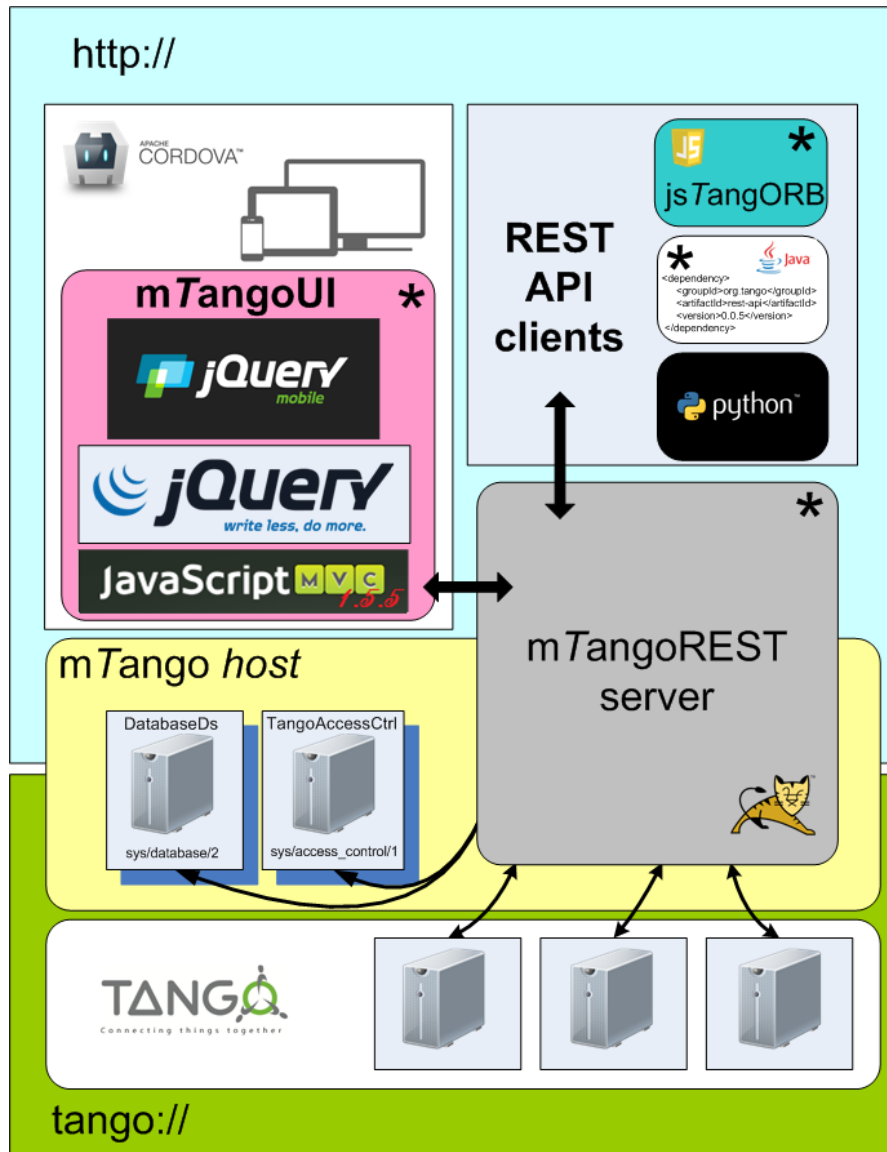 http://
APACHE
CORDOVA™
mTangoUI
*
jQuery
mobile
jQuery
write less, do more.
JavaScript MVC
1.5.5
REST
API
clients
JS
*
jsTangORB
*
Java
<dependency>
<groupId>org.tango</groupId>
<artifactId>rest-api</artifactId>
<version>0.0.5</version>
</dependency>
python™
*
mTangoREST
server
mTango host
DatabaseDs
sys/database/2
TangoAccessCtrl
sys/access_control/1
TANGO
Connecting things together
tango://